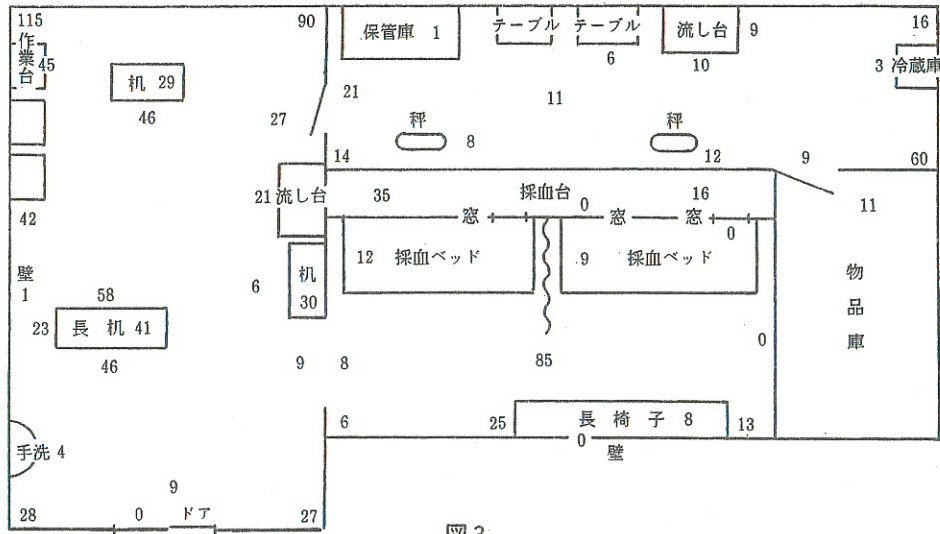 115
作業台
45
机 29
46
90
27
42
壁
1
58
長 机 41
23
46
手洗 4
28
9
0
ドア
27
21
流し台
6
机
30
9
保管庫 1
テーブル
テーブル
6
流し台
10
9
16
3
冷蔵庫
21
11
秤
8
秤
14
12
9
60
35
採血台
16
0
窓
窓
窓
0
12 採血ベッド
9 採血ベッド
11
物品庫
0
8
85
6
25
長 椅 子 8
13
0
壁
図3